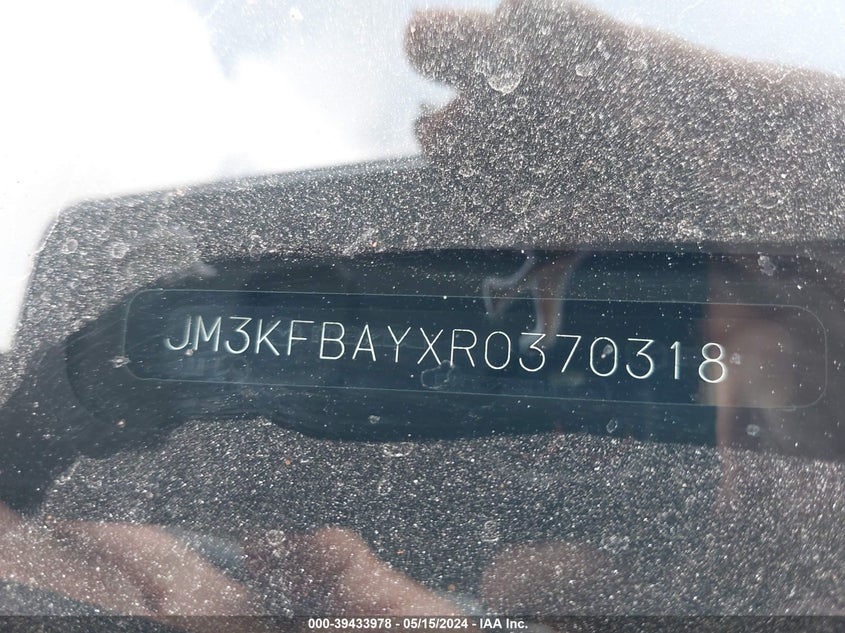 JM3KFBAYXR0370318
000-39433978 - 05/15/2024 - IAA Inc.